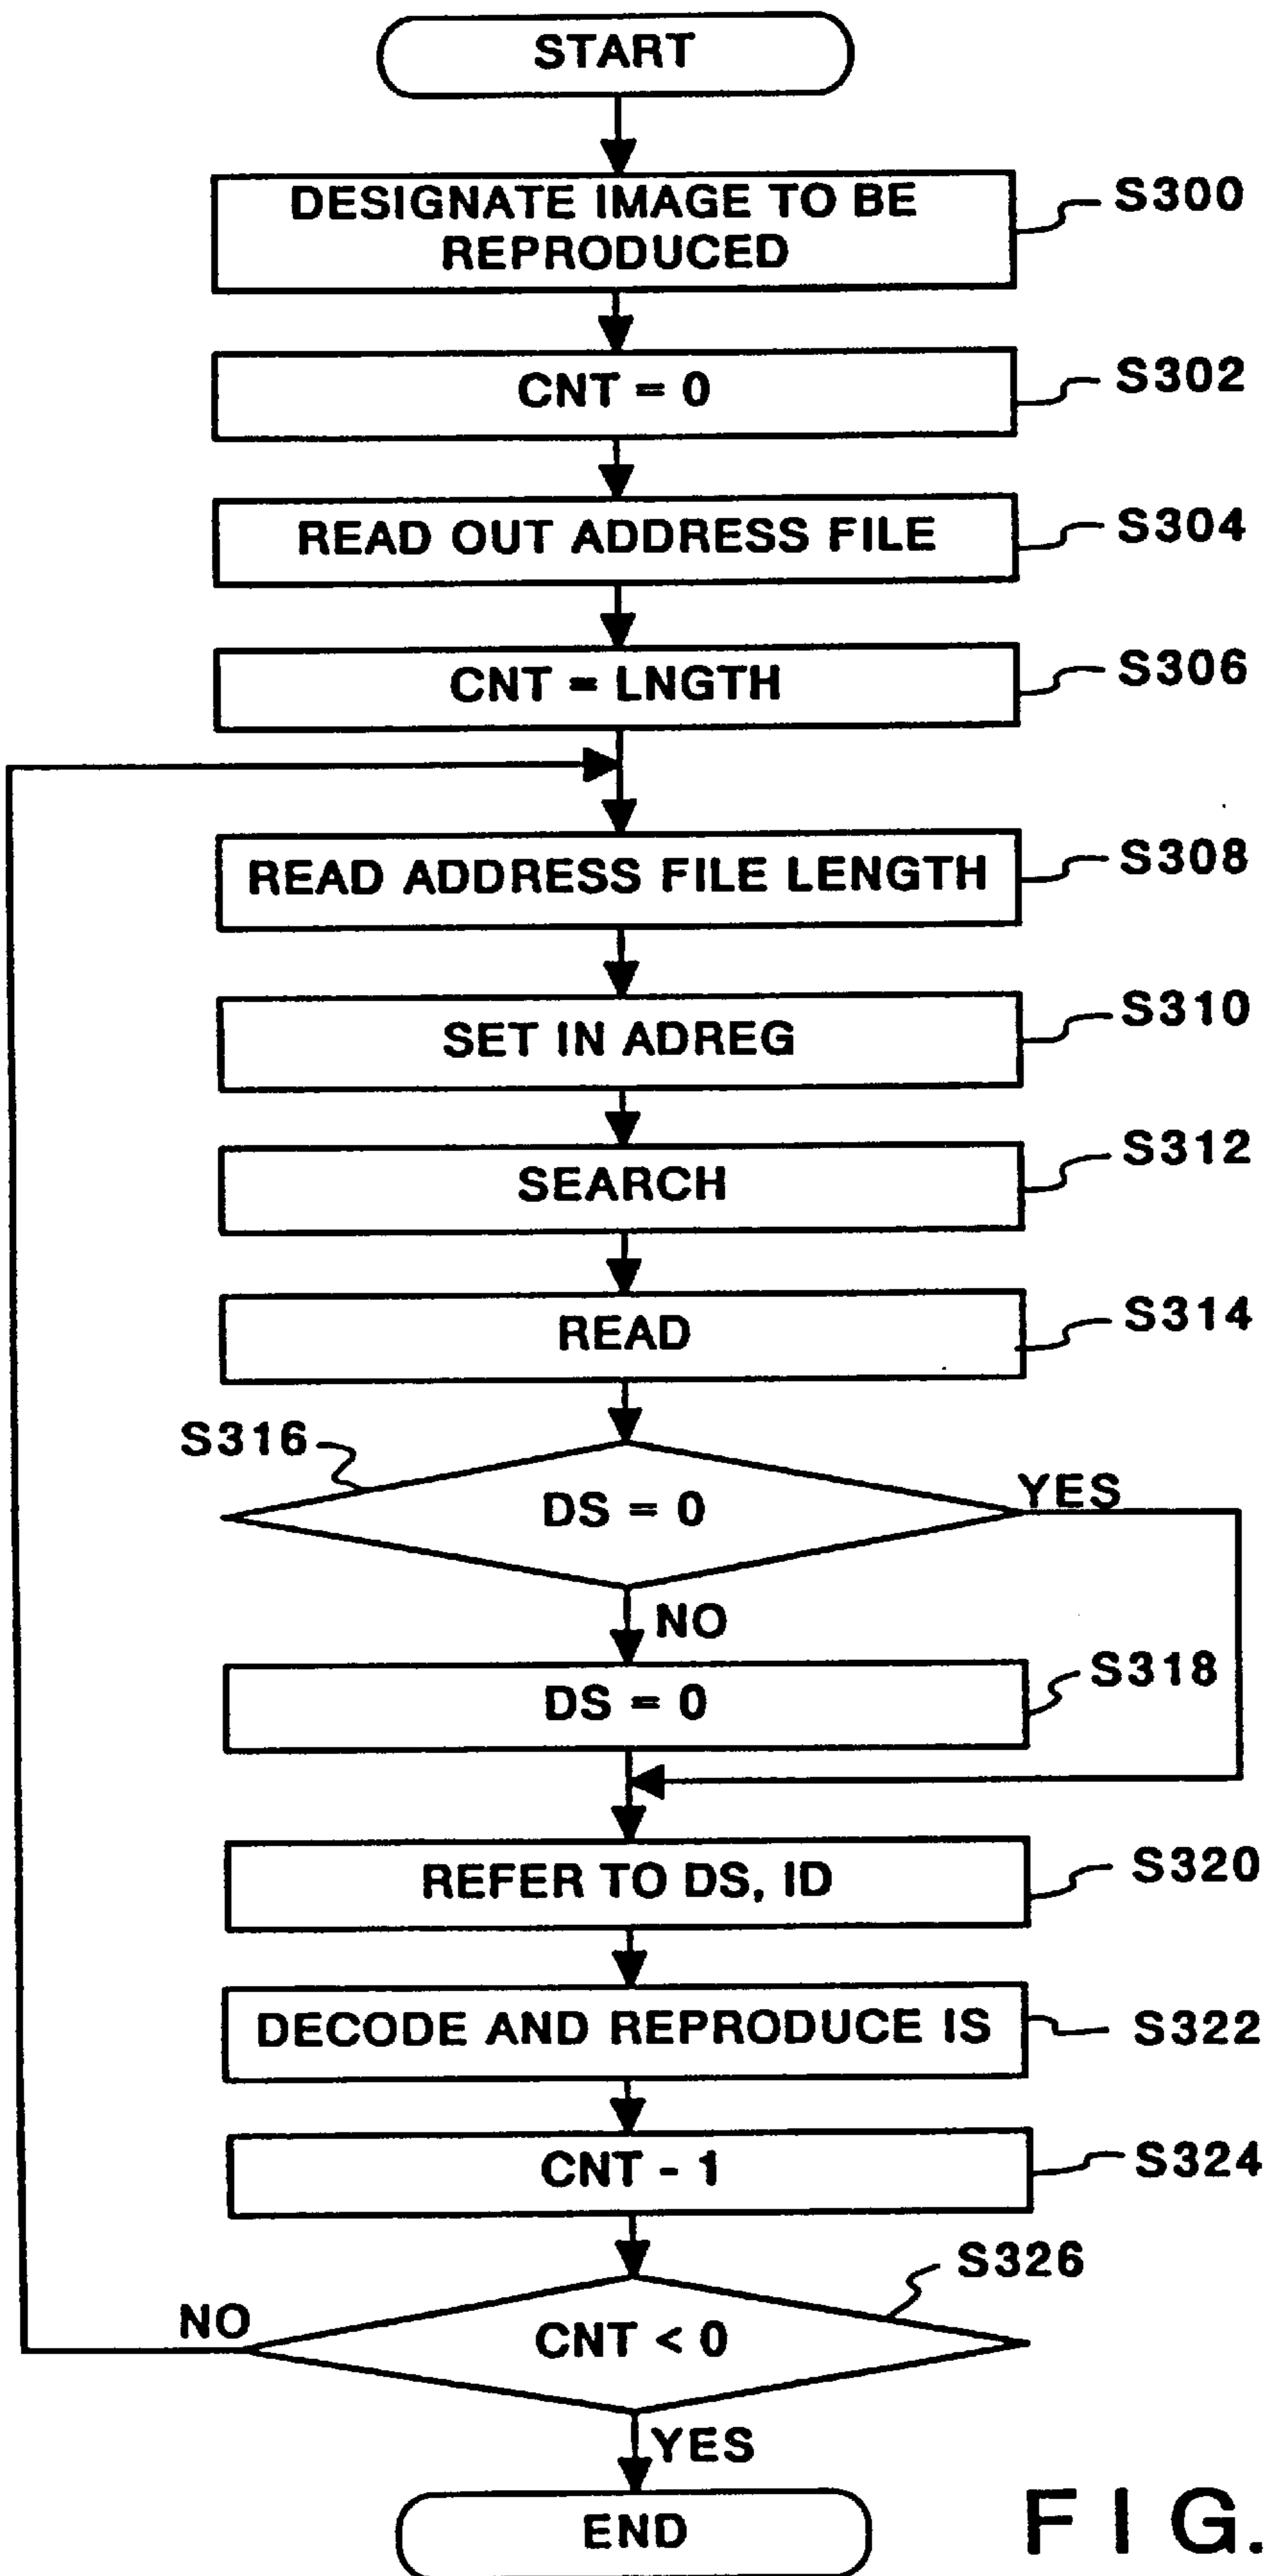 START
DESIGNATE IMAGE TO BE
REPRODUCED
S300
CNT = 0
S302
READ OUT ADDRESS FILE
S304
CNT = LNGTH
S306
READ ADDRESS FILE LENGTH
S308
SET IN ADREG
S310
SEARCH
S312
READ
S314
S316
DS = 0
YES
NO
DS = 0
S318
REFER TO DS, ID
S320
DECODE AND REPRODUCE IS
S322
CNT - 1
S324
S326
NO
CNT < 0
YES
END
FIG.